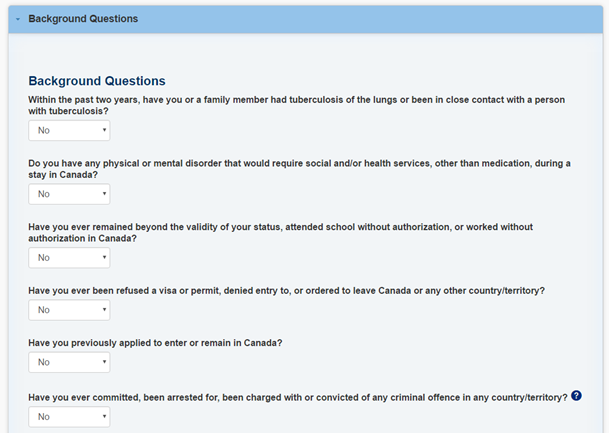 Background Questions
Background Questions
Within the past two years, have you or a family member had tuberculosis of the lungs or been in close contact with a person
with tuberculosis?
No
Do you have any physical or mental disorder that would require social and/or health services, other than medication, during a
stay in Canada?
No
Have you ever remained beyond the validity of your status, attended school without authorization, or worked without
authorization in Canada?
No
Have you ever been refused a visa or permit, denied entry to, or ordered to leave Canada or any other country/territory?
No
Have you previously applied to enter or remain in Canada?
No
Have you ever committed, been arrested for, been charged with or convicted of any criminal offence in any country/territory? ?
No